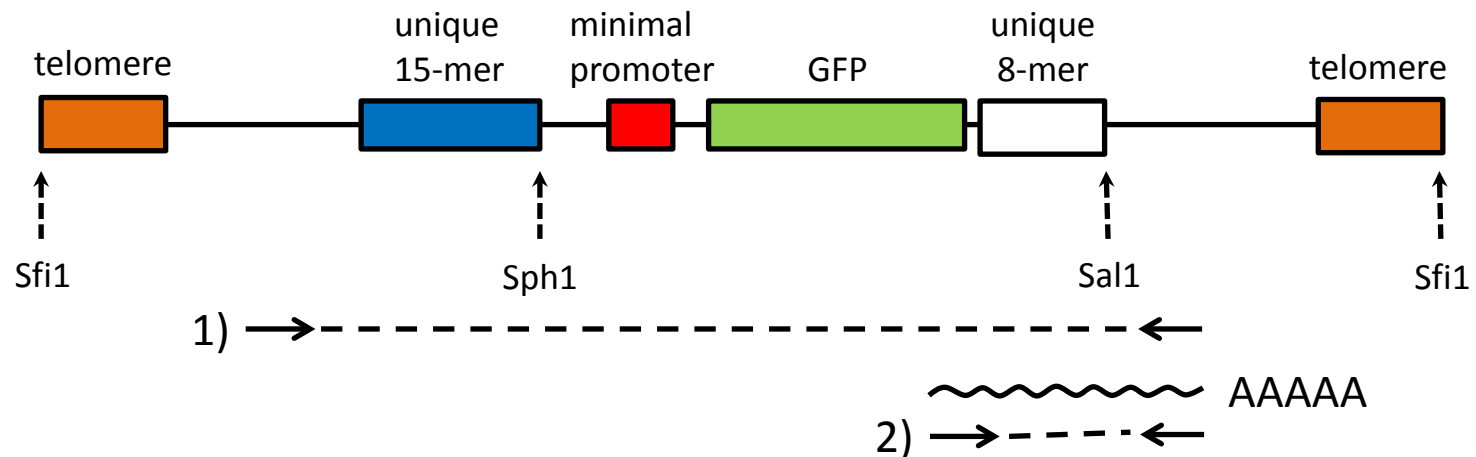 unique minimal unique
telomere 15-mer promoter GFP 8-mer telomere
Sfi1 Sph1 Sal1 Sfi1
1)
AAAAA
2)